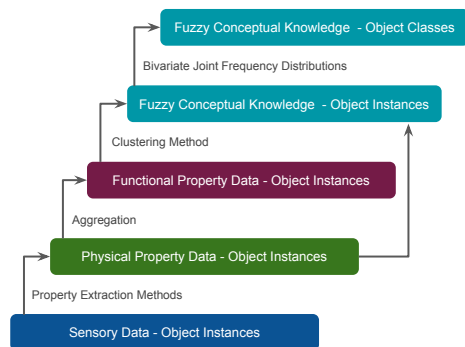 Fuzzy Conceptual Knowledge - Object Classes
Bivariate Joint Frequency Distributions
Fuzzy Conceptual Knowledge - Object Instances
Clustering Method
Functional Property Data - Object Instances
Aggregation
Physical Property Data - Object Instances
Property Extraction Methods
Sensory Data - Object Instances